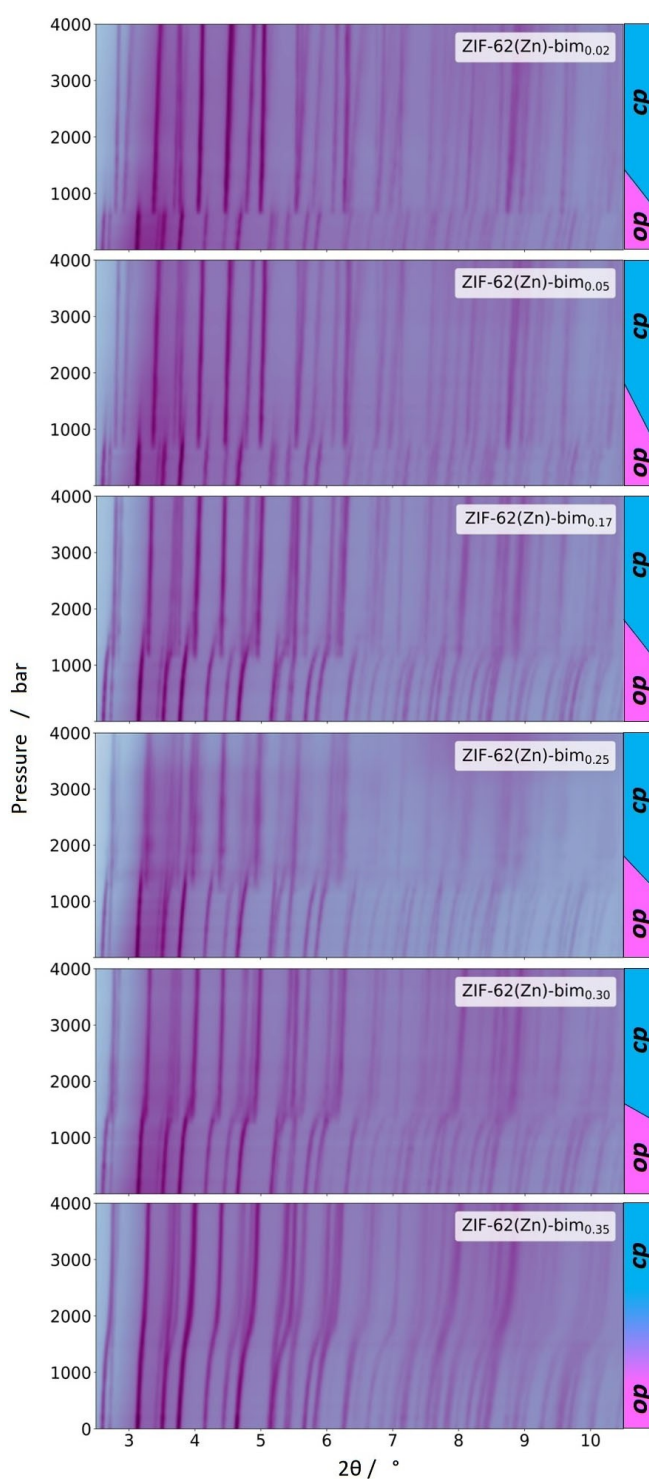 4000
ZIF-62(Zn)-bim₀.₀₂
3000
2000
1000
cp
op
4000
ZIF-62(Zn)-bim₀.₀₅
3000
2000
1000
cp
op
4000
ZIF-62(Zn)-bim₀.₁₇
3000
2000
1000
cp
op
Pressure / bar
4000
ZIF-62(Zn)-bim₀.₂₅
3000
2000
1000
cp
op
4000
ZIF-62(Zn)-bim₀.₃₀
3000
2000
1000
cp
op
4000
ZIF-62(Zn)-bim₀.₃₅
3000
2000
1000
0
cp
op
3 4 5 6 7 8 9 10
2θ / °